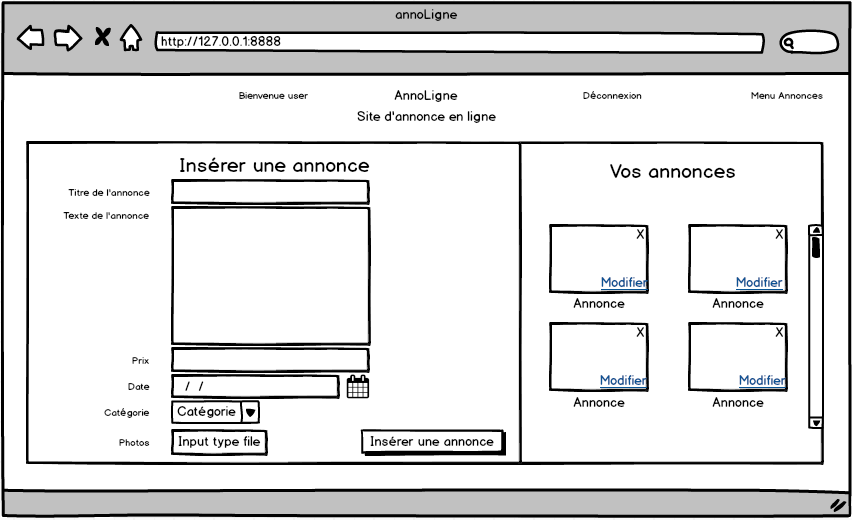 annoLigne
http://127.0.0.1:8888
Bienvenue user
AnnoLigne
Déconnexion
Menu Annonces
Site d'annonce en ligne
Insérer une annonce
Titre de l'annonce
Texte de l'annonce
Prix
Date
/ /
Catégorie
Catégorie
Photos
Input type file
Insérer une annonce
Vos annonces
X
Modifier
Annonce
X
Modifier
Annonce
X
Modifier
Annonce
X
Modifier
Annonce